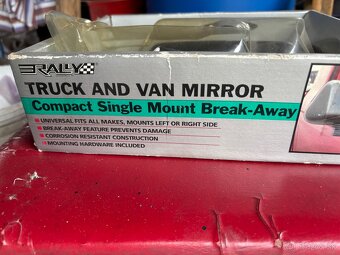 RALLY
TRUCK AND VAN MIRROR
Compact Single Mount Break-Away
UNIVERSAL FITS ALL MAKES, MOUNTS LEFT OR RIGHT SIDE
BREAK-AWAY FEATURE PREVENTS DAMAGE
CORROSION RESISTANT CONSTRUCTION
MOUNTING HARDWARE INCLUDED